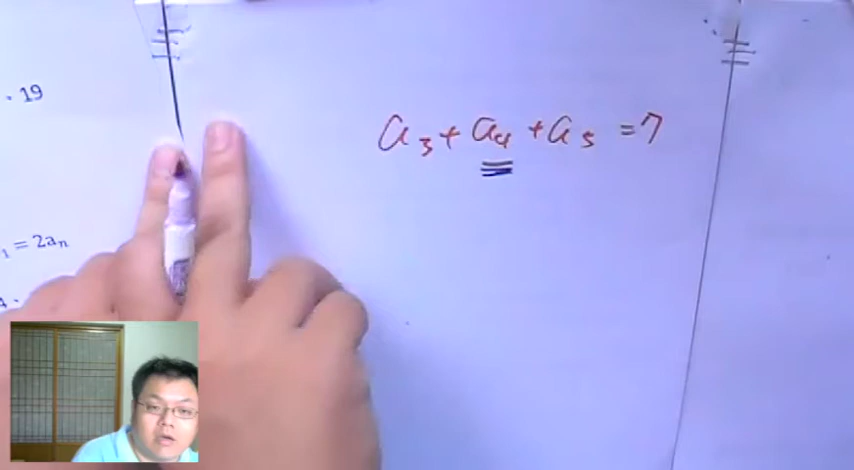 . 19
a₃ + a₄ + a₅ = 7
₁ = 2aₙ